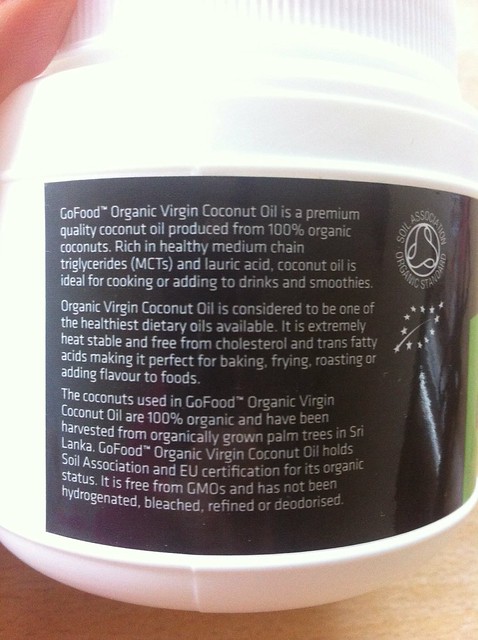 GoFood™ Organic Virgin Coconut Oil is a premium
quality coconut oil produced from 100% organic
coconuts. Rich in healthy medium chain
triglycerides (MCTs) and lauric acid, coconut oil is
ideal for cooking or adding to drinks and smoothies.
Organic Virgin Coconut Oil is considered to be one of
the healthiest dietary oils available. It is extremely
heat stable and free from cholesterol and trans fatty
acids making it perfect for baking, frying, roasting or
adding flavour to foods.
The coconuts used in GoFood™ Organic Virgin
Coconut Oil are 100% organic and have been
harvested from organically grown palm trees in Sri
Lanka. GoFood™ Organic Virgin Coconut Oil holds
Soil Association and EU certification for its organic
status. It is free from GMOs and has not been
hydrogenated, bleached, refined or deodorised.
SOIL ASSOCIATION
ORGANIC STANDARD